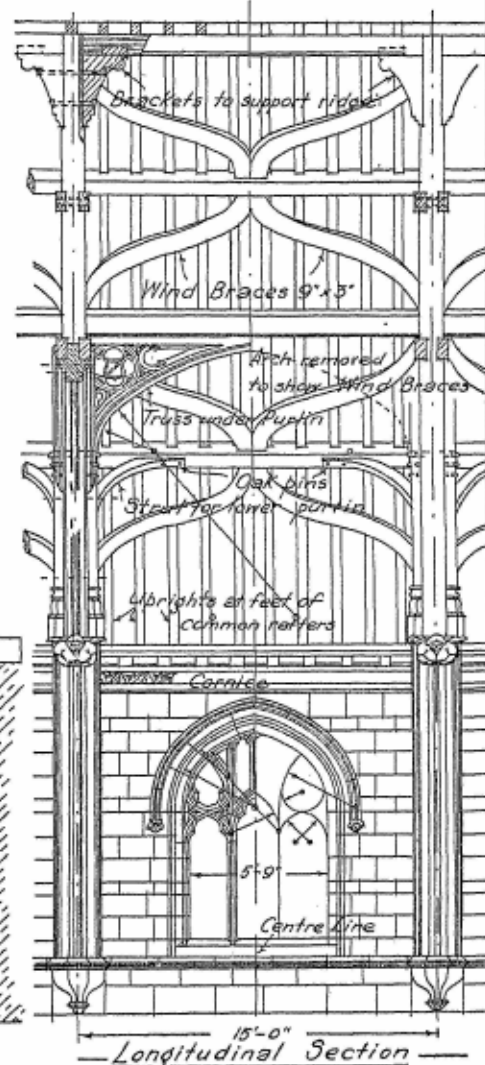 Brackets to support ridge
Wind Braces 9"x3"
Arch removed
to show Wind Braces
Truss under Purlin
Oak pins
Strut for lower purlin
Uprights at feet of
common rafters
Cornice
5'-9"
Centre Line
15'-0"
Longitudinal Section